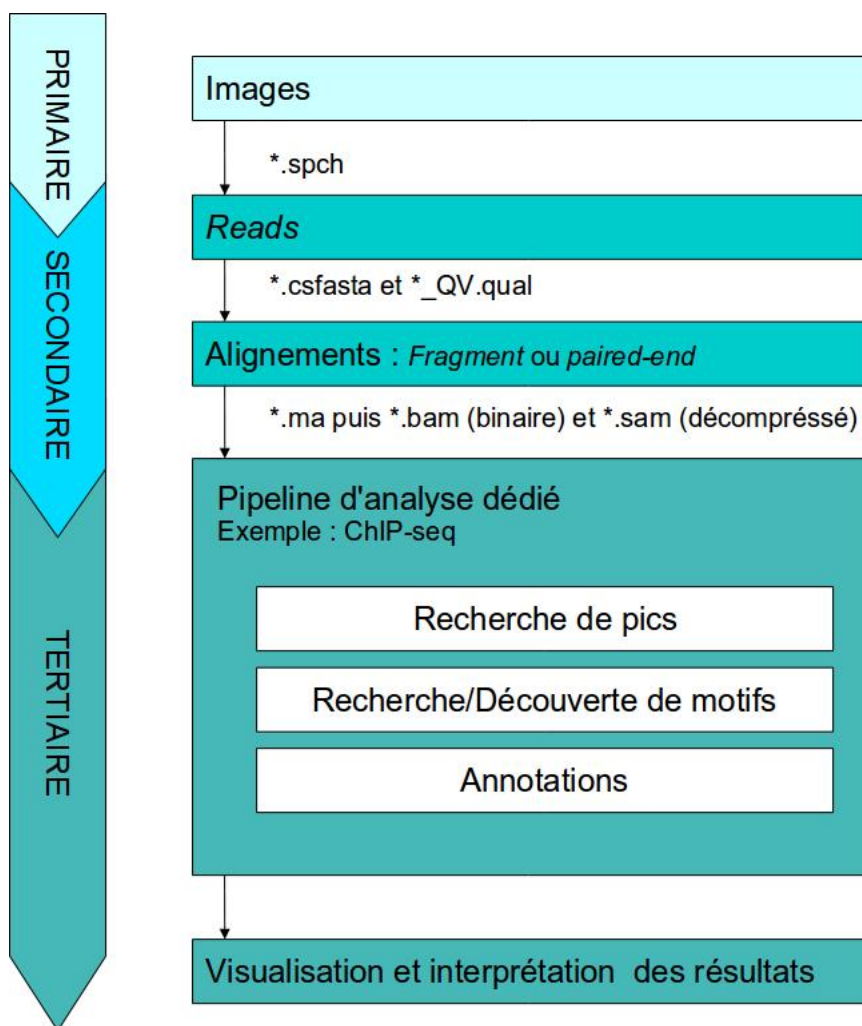 PRIMAIRE
SECONDAIRE
TERTIAIRE
Images
*.spch
Reads
*.csfasta et *_QV.qual
Alignements : Fragment ou paired-end
*.ma puis *.bam (binaire) et *.sam (décompréssé)
Pipeline d'analyse dédié
Exemple : ChIP-seq
Recherche de pics
Recherche/Découverte de motifs
Annotations
Visualisation et interprétation des résultats